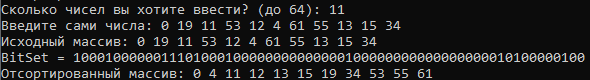 Сколько чисел вы хотите ввести? (до 64): 11
Введите сами числа: 0 19 11 53 12 4 61 55 13 15 34
Исходный массив: 0 19 11 53 12 4 61 55 13 15 34
BitSet = 1000100000011101000100000000000000100000000000000000010100000100
Отсортированный массив: 0 4 11 12 13 15 19 34 53 55 61